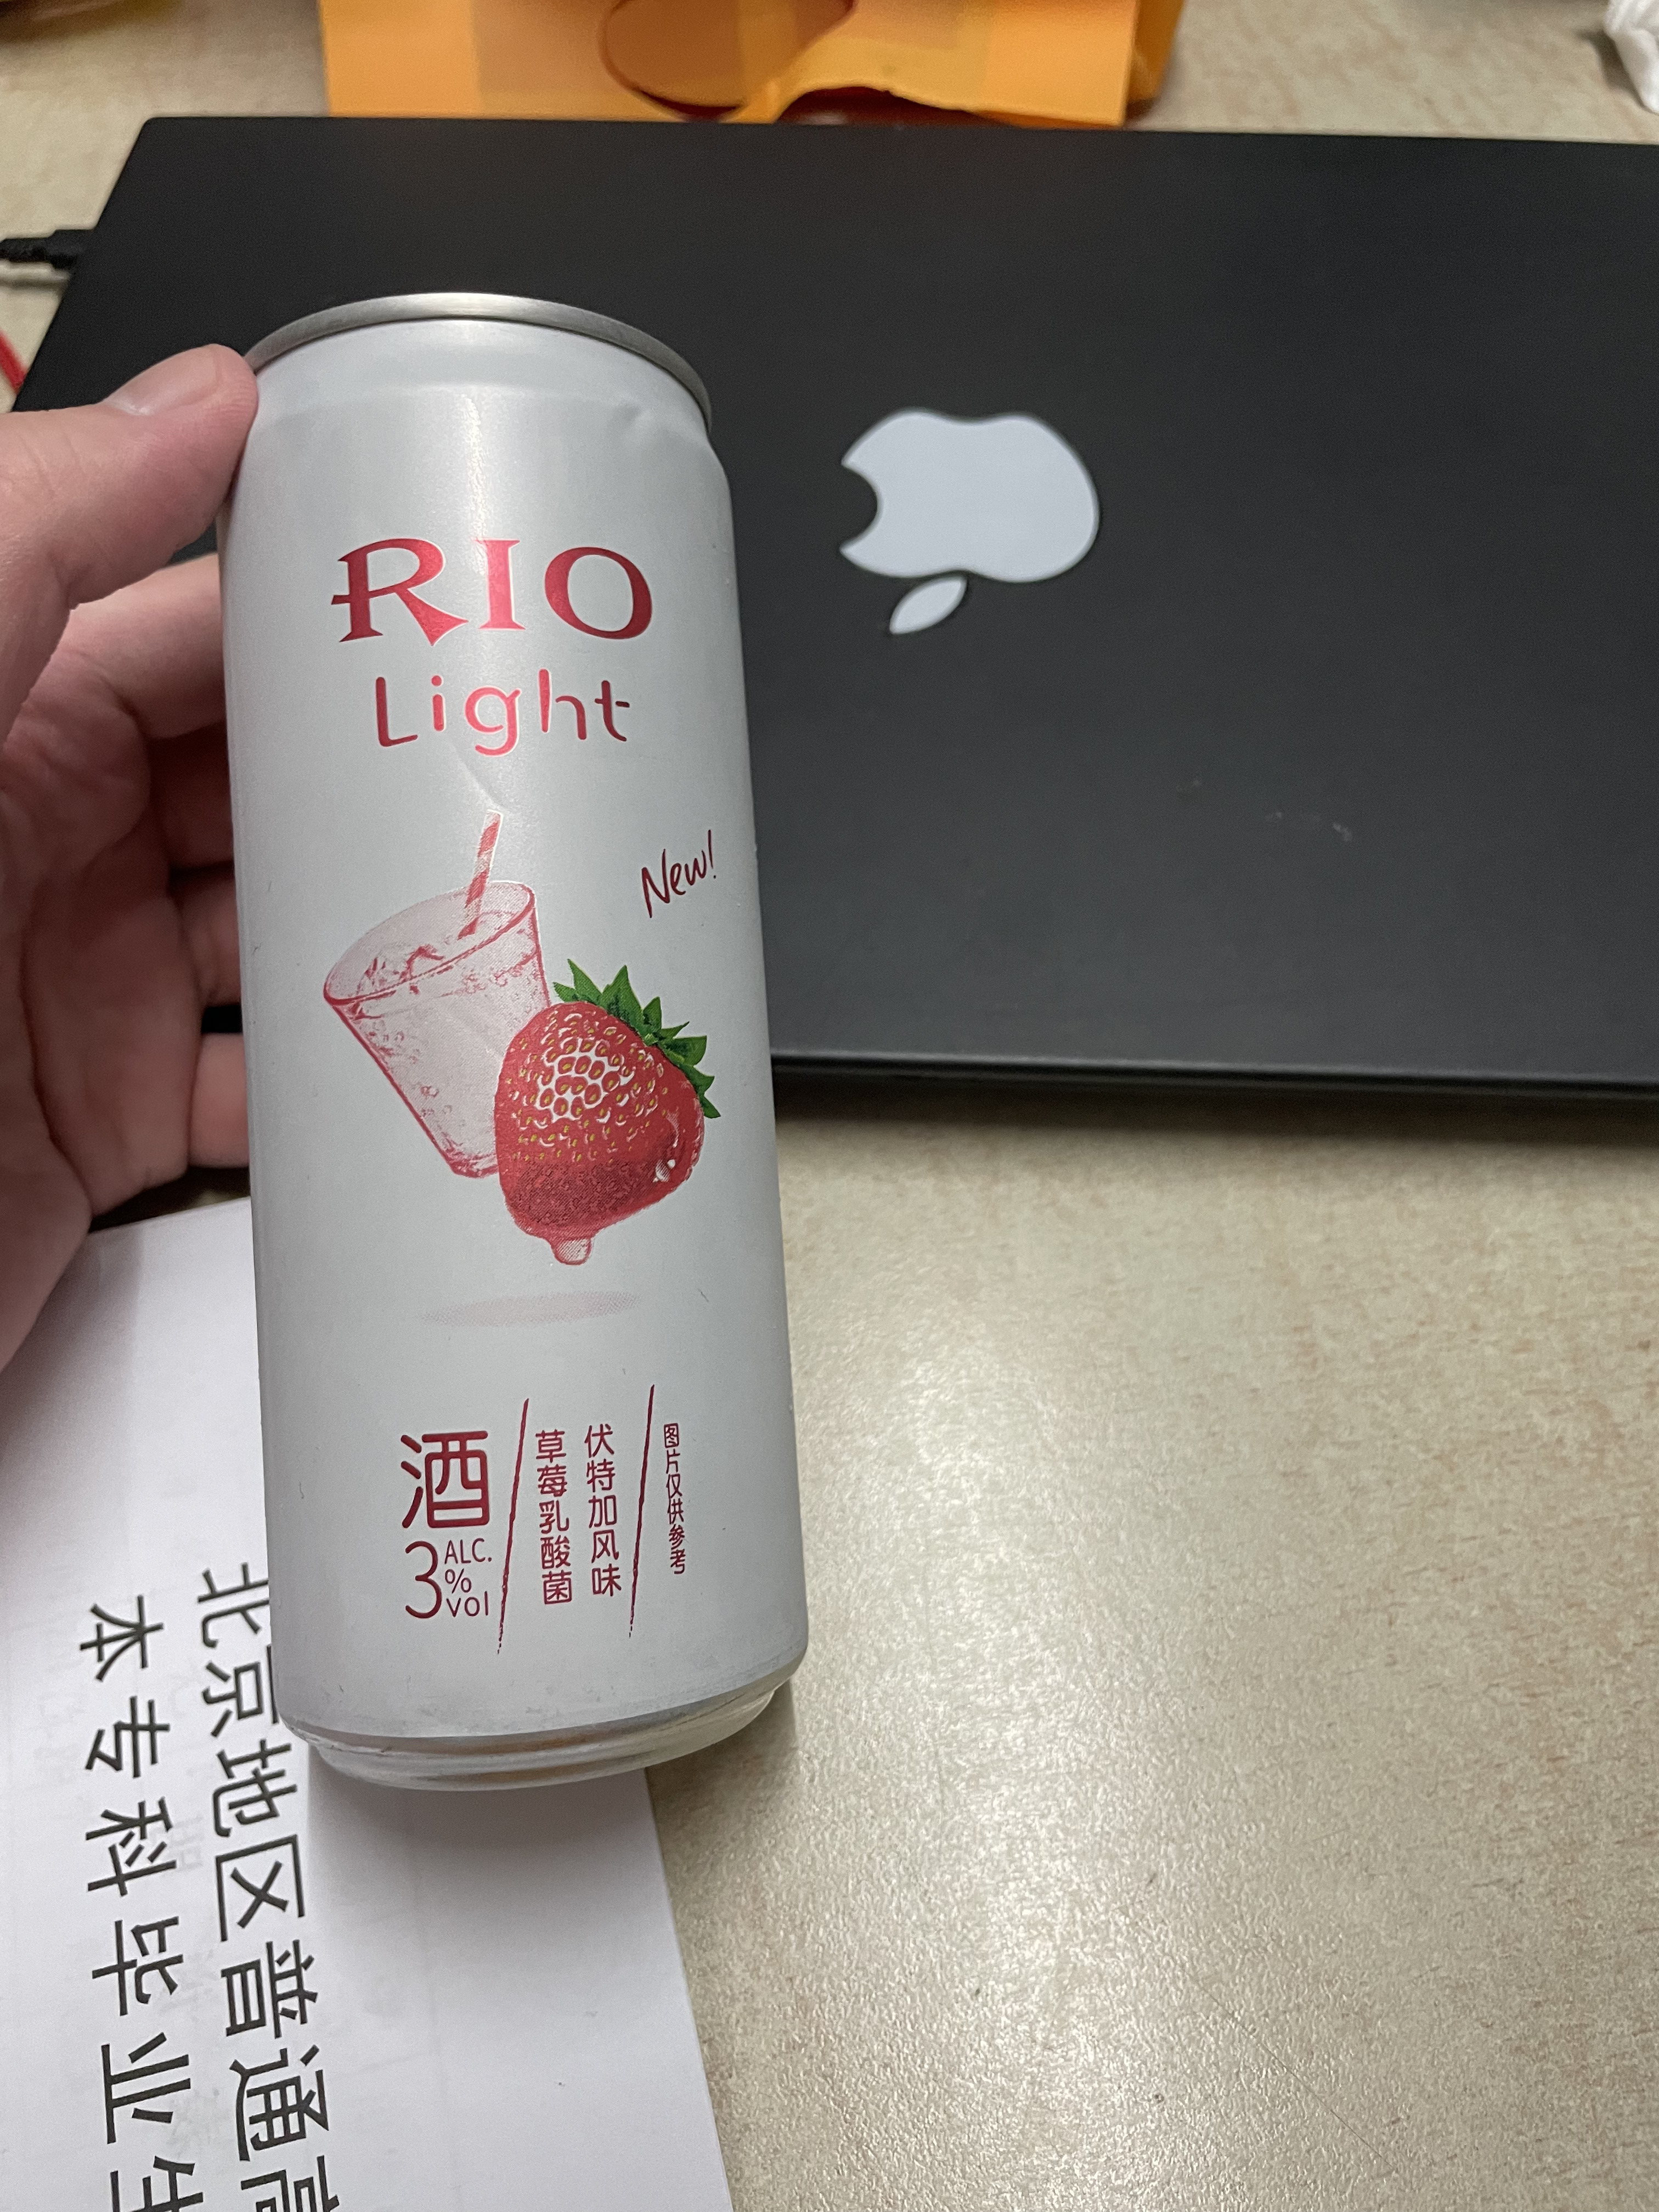 RIO
Light
New!
酒
3% ALC. vol
草莓乳酸菌
伏特加风味
图片仅供参考
北京地区普通高
本专科毕业生